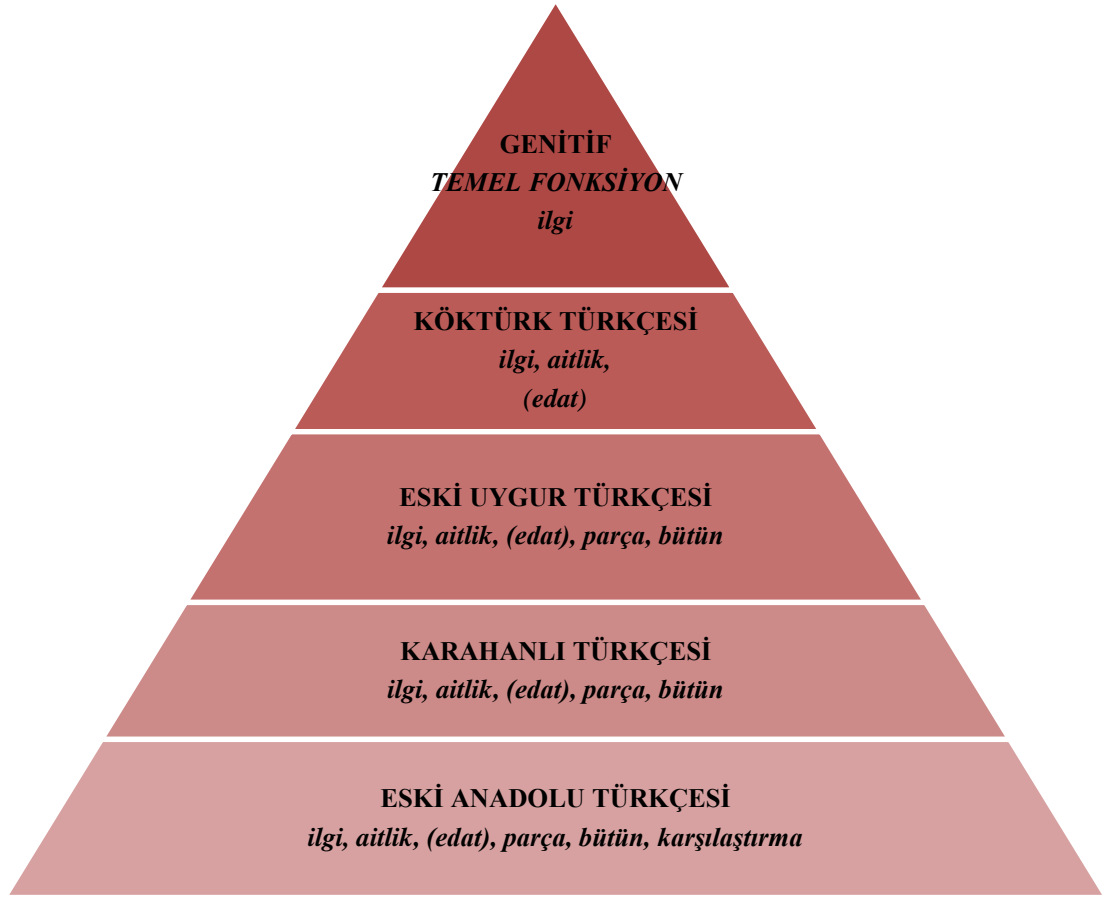 GENİTİF
TEMEL FONKSİYON
ilgi
KÖKTÜRK TÜRKÇESİ
ilgi, aitlik,
(edat)
ESKİ UYGUR TÜRKÇESİ
ilgi, aitlik, (edat), parça, bütün
KARAHANLI TÜRKÇESİ
ilgi, aitlik, (edat), parça, bütün
ESKİ ANADOLU TÜRKÇESİ
ilgi, aitlik, (edat), parça, bütün, karşılaştırma